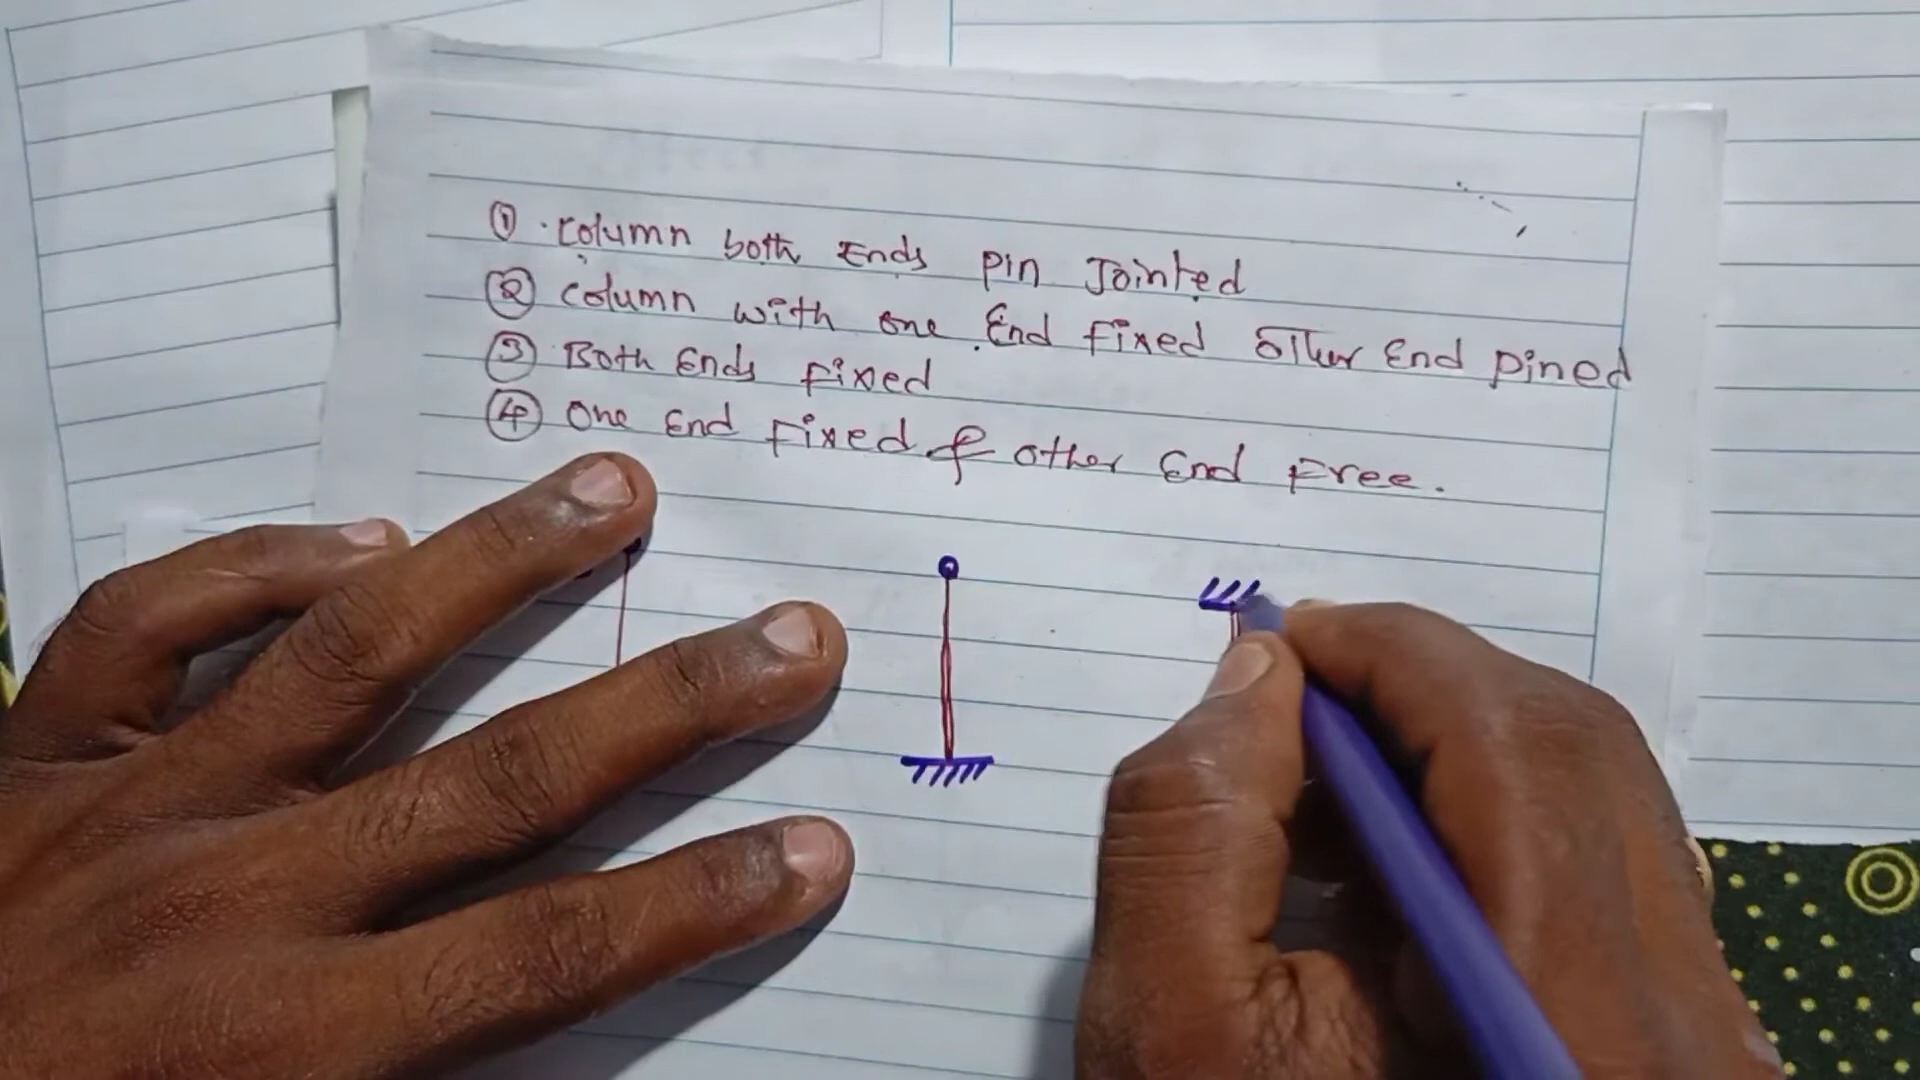 ① Column both Ends Pin Jointed
② Column with one End fixed other End Pined
③ Both Ends Fixed
④ One End Fixed & other End Free.